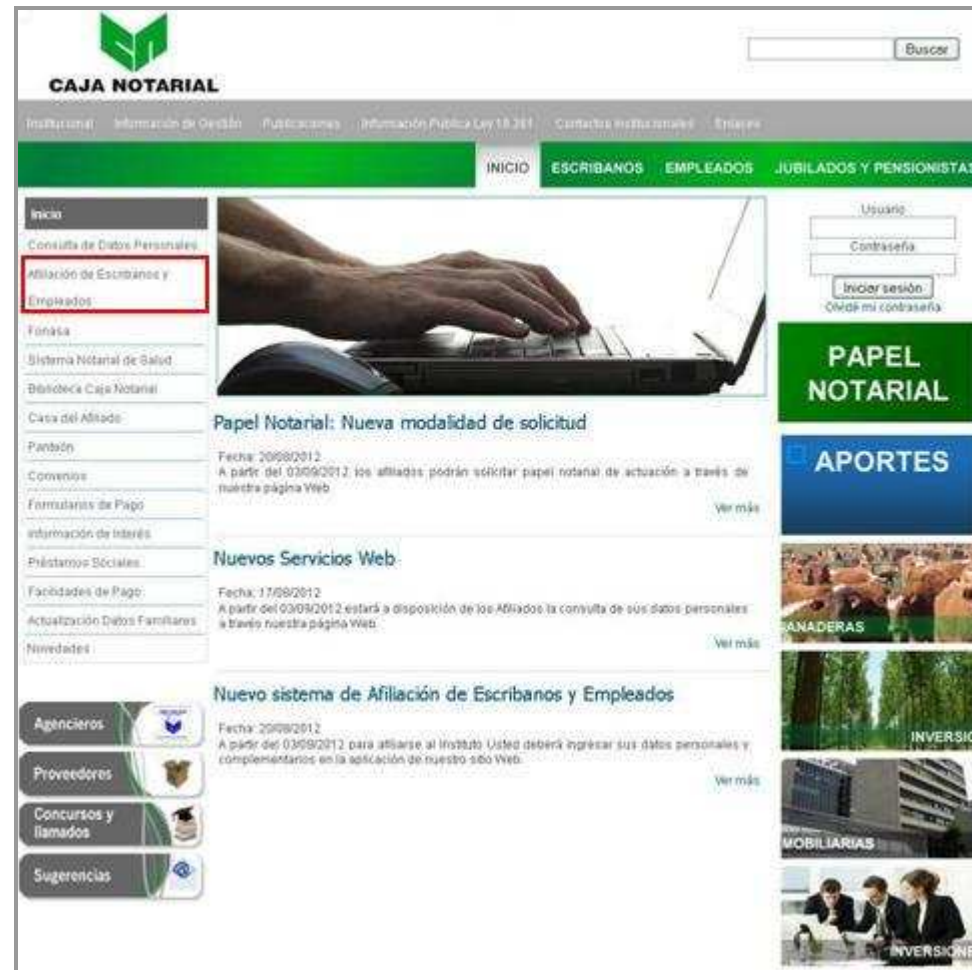 CAJA NOTARIAL
Buscar
Institucional Información de Gestión Publicaciones Información Pública Ley 18.381 Contactos Institucionales Enlaces
INICIO ESCRIBANOS EMPLEADOS JUBILADOS Y PENSIONISTAS
Inicio
Consulta de Datos Personales
Afiliación de Escribanos y
Empleados
Fonasa
Sistema Notarial de Salud
Biblioteca Caja Notarial
Casa del Afiliado
Panteón
Convenios
Formularios de Pago
Información de Interés
Préstamos Sociales
Facilidades de Pago
Actualización Datos Familiares
Novedades
Agencieros
Proveedores
Concursos y
llamados
Sugerencias
Papel Notarial: Nueva modalidad de solicitud
Fecha: 20/08/2012
A partir del 03/09/2012 los afiliados podrán solicitar papel notarial de actuación a través de
nuestra página Web
Ver más
Nuevos Servicios Web
Fecha: 17/08/2012
A partir del 03/09/2012 estará a disposición de los Afiliados la consulta de sus datos personales
a través nuestra página Web.
Ver más
Nuevo sistema de Afiliación de Escribanos y Empleados
Fecha: 20/08/2012
A partir del 03/09/2012 para afiliarse al Instituto Usted deberá ingresar sus datos personales y
complementarios en la aplicación de nuestro sitio Web.
Ver más
Usuario
Contraseña
Iniciar sesión
Olvidé mi contraseña
PAPEL
NOTARIAL
APORTES
ANADERAS
INVERSIO
MOBILIARIAS
INVERSIONE